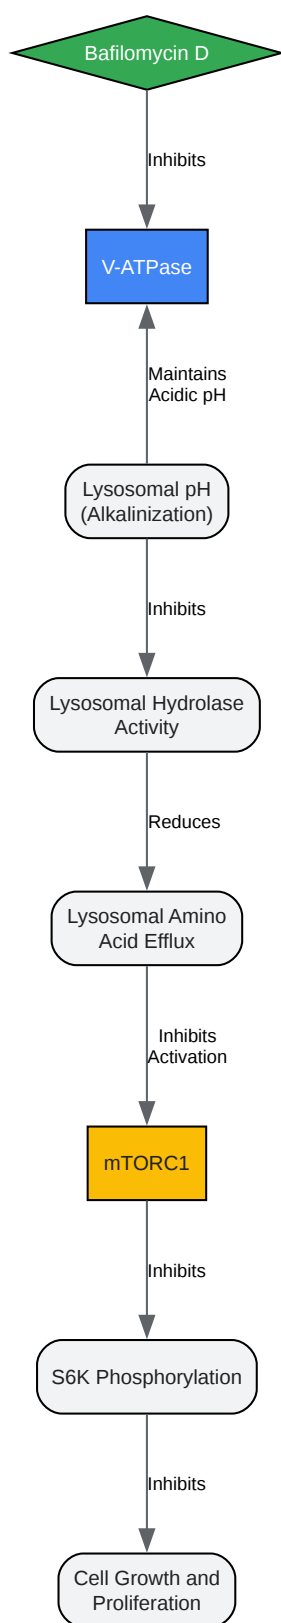 Bafilomycin D
Inhibits
V-ATPase
Maintains
Acidic pH
Lysosomal pH
(Alkalinization)
Inhibits
Lysosomal Hydrolase
Activity
Reduces
Lysosomal Amino
Acid Efflux
Inhibits
Activation
mTORC1
Inhibits
S6K Phosphorylation
Inhibits
Cell Growth and
Proliferation